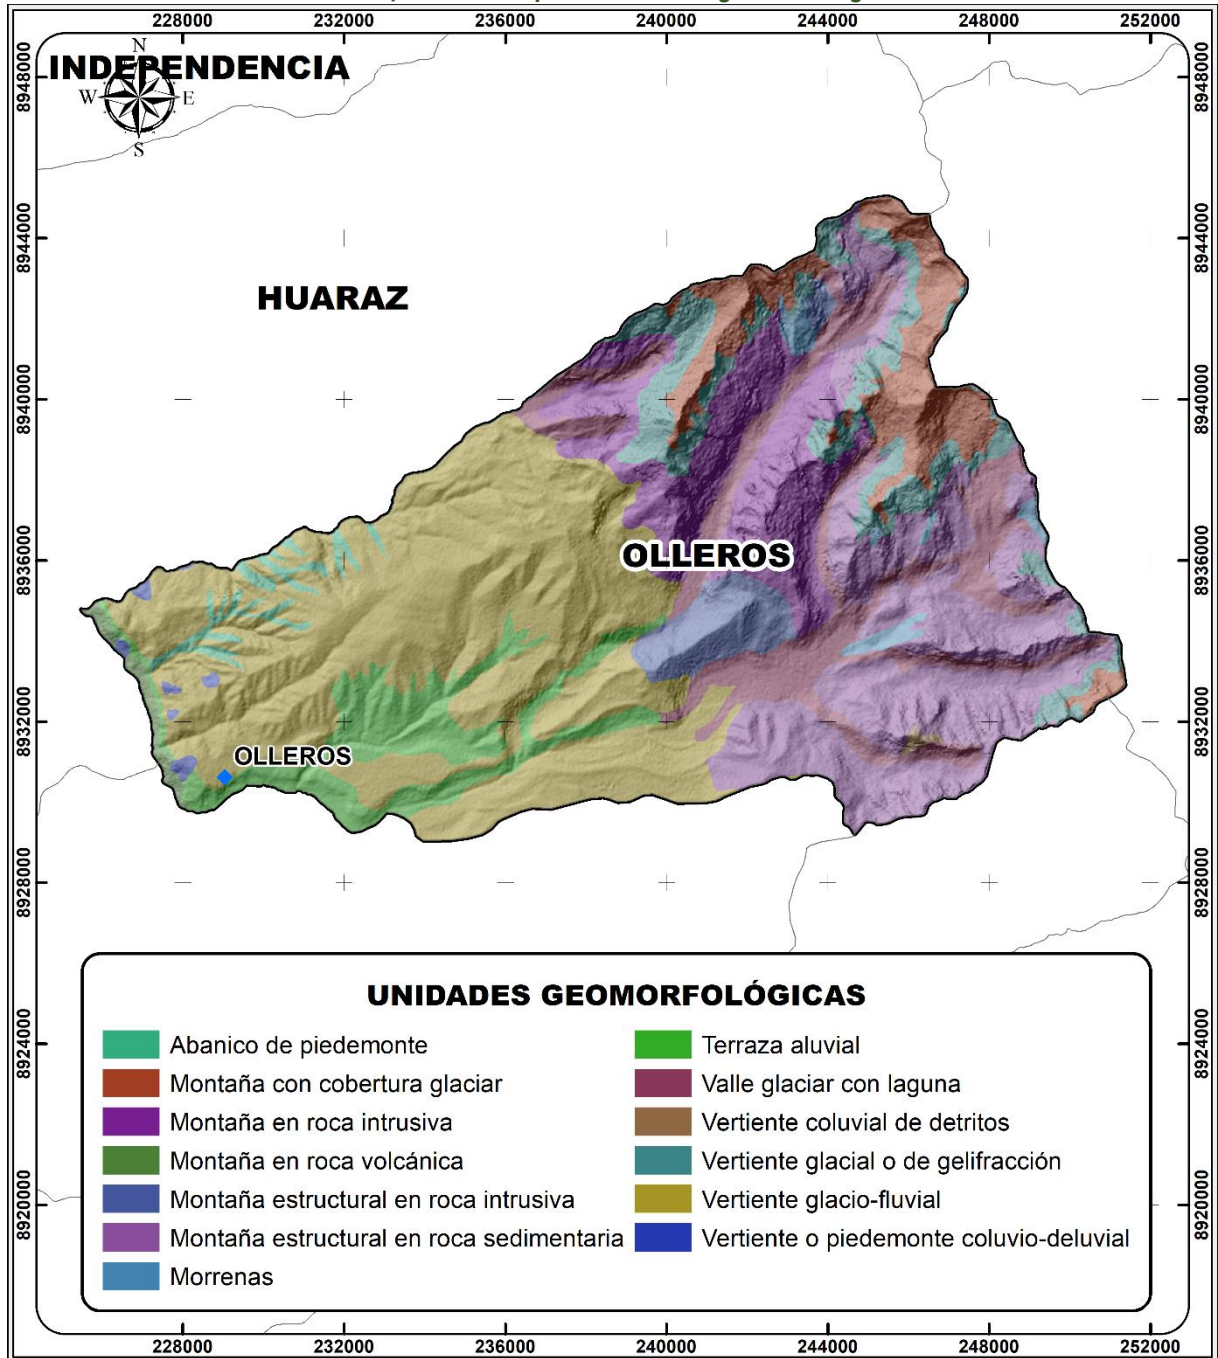 228000 232000 236000 240000 244000 248000 252000
INDEPENDENCIA
N
W E
S
8948000 8948000
8944000 8944000
HUARAZ
8940000 8940000
8936000 8936000
OLLEROS
8932000 8932000
OLLEROS
8928000 8928000
UNIDADES GEOMORFOLÓGICAS
Abanico de piedemonte
Montaña con cobertura glaciar
Montaña en roca intrusiva
Montaña en roca volcánica
Montaña estructural en roca intrusiva
Montaña estructural en roca sedimentaria
Morrenas
Terraza aluvial
Valle glaciar con laguna
Vertiente coluvial de detritos
Vertiente glacial o de gelifracción
Vertiente glacio-fluvial
Vertiente o piedemonte coluvio-deluvial
8924000 8924000
8920000 8920000
228000 232000 236000 240000 244000 248000 252000